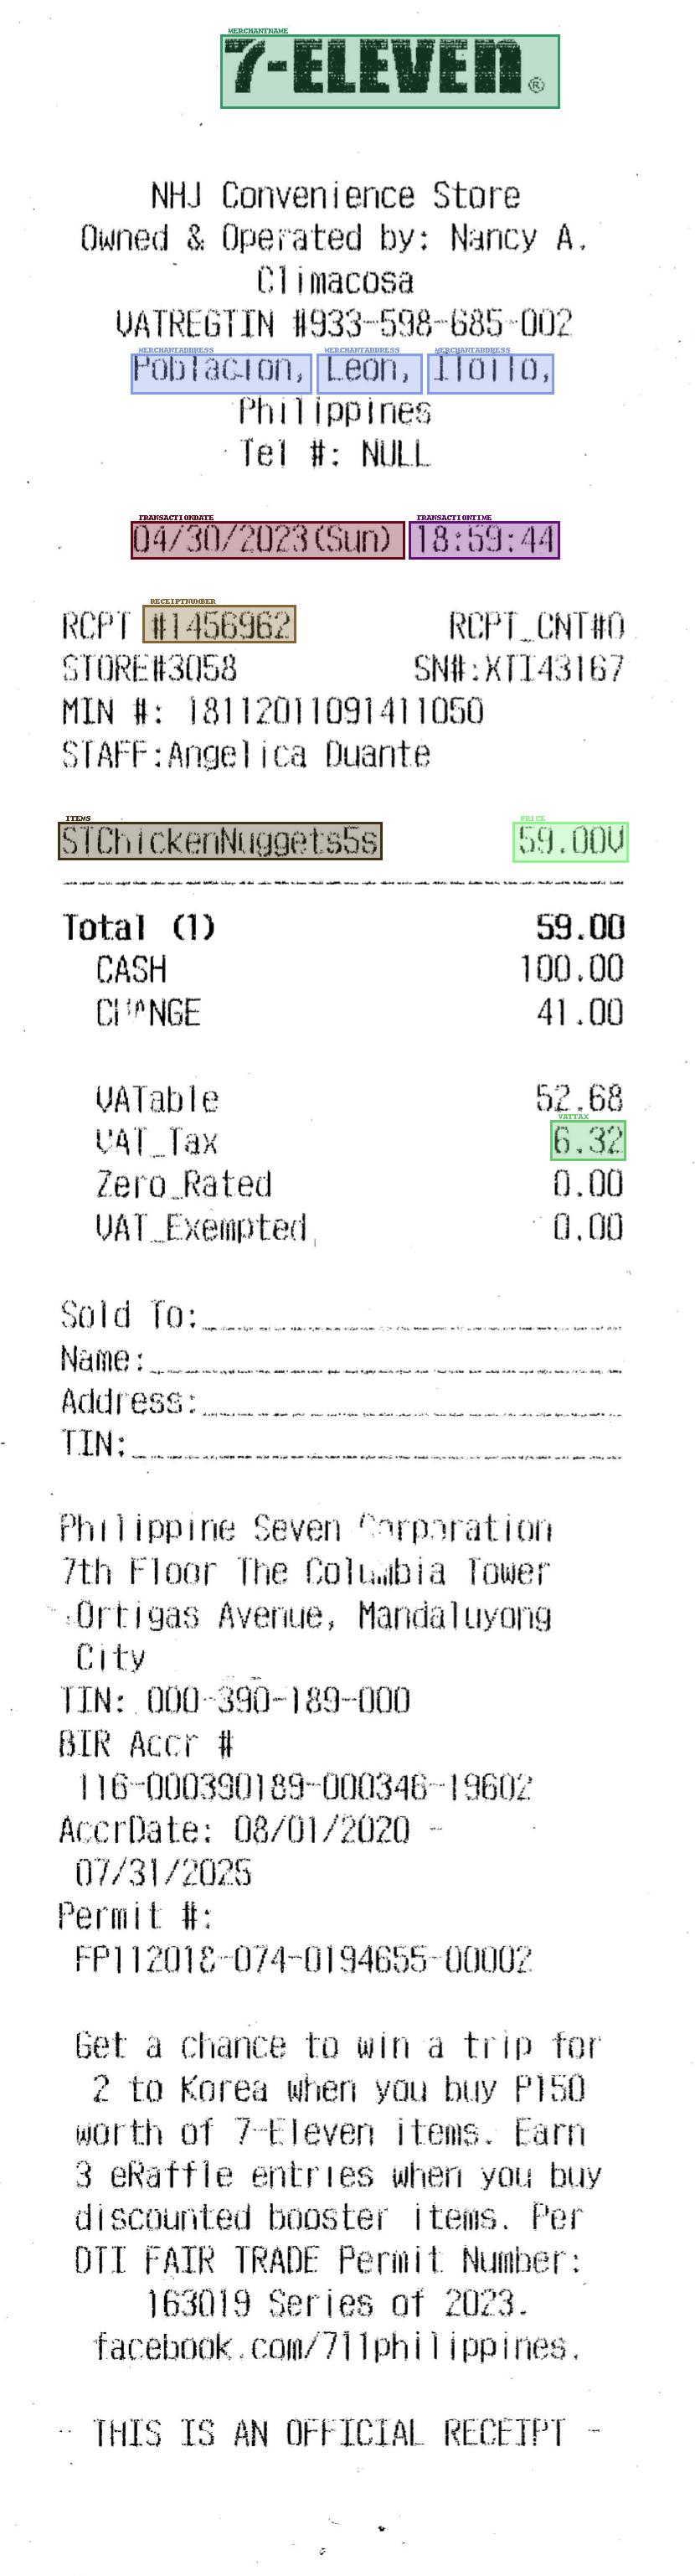 MERCHANTNAME
7-ELEVEN®
NHJ Convenience Store
Owned & Operated by: Nancy A.
Climacosa
VATREGTIN #933-598-685-002
MERCHANTADDRESS MERCHANTADDRESS MERCHANTADDRESS
Poblacion, Leon, Iloilo,
Philippines
Tel #: NULL
TRANSACTIONDATE TRANSACTIONTIME
04/30/2023(Sun) 18:59:44
RECEIPTNUMBER
RCPT #1456962 RCPT_CNT#0
STORE#3058 SN#:XTI43167
MIN #: 18112011091411050
STAFF:Angelica Duante
ITEMS PRICE
STChickenNuggets5s 59.00V
Total (1) 59.00
CASH 100.00
CHANGE 41.00
VATable 52.68
VATTAX
VAT_Tax 6.32
Zero_Rated 0.00
VAT_Exempted 0.00
Sold To:
Name:
Address:
TIN:
Philippine Seven Corporation
7th Floor The Columbia Tower
Ortigas Avenue, Mandaluyong
City
TIN: 000-390-189-000
BIR Accr #
116-000390189-000346-19602
AccrDate: 08/01/2020 -
07/31/2025
Permit #:
FP112018-074-0194655-00002
Get a chance to win a trip for
2 to Korea when you buy P150
worth of 7-Eleven items. Earn
3 eRaffle entries when you buy
discounted booster items. Per
DTI FAIR TRADE Permit Number:
163019 Series of 2023.
facebook.com/711philippines.
- THIS IS AN OFFICIAL RECEIPT -